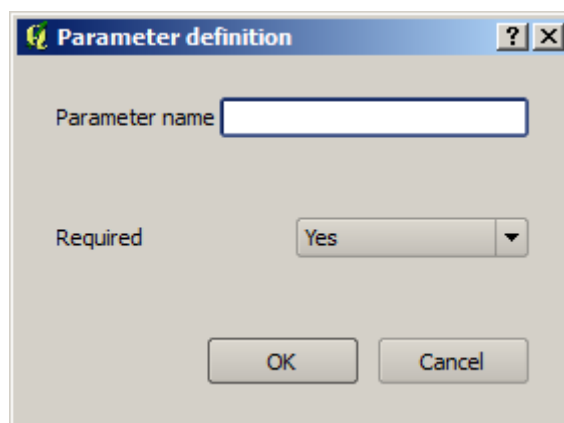 Parameter definition
Parameter name
Required Yes
OK Cancel